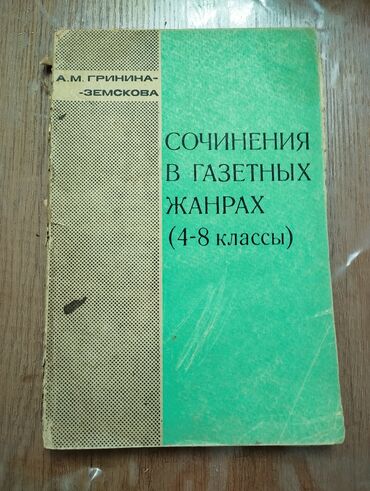 А.М. ГРИНИНА-
-ЗЕМСКОВА
СОЧИНЕНИЯ
В ГАЗЕТНЫХ
ЖАНРАХ
(4-8 классы)